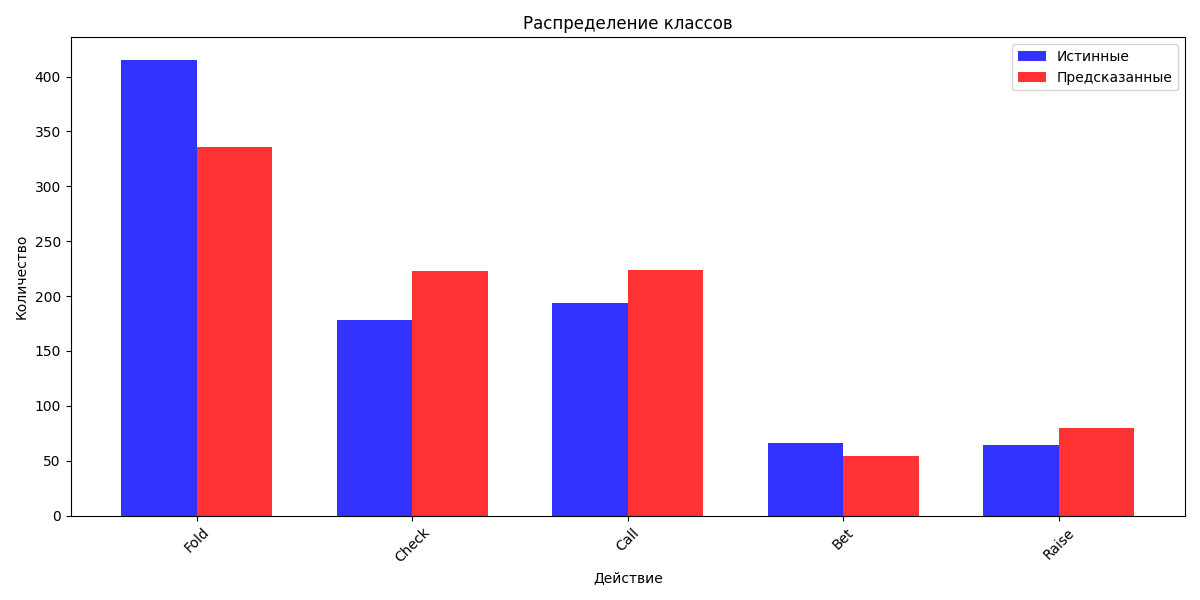 Распределение классов
Истинные
Предсказанные
Количество
400
350
300
250
200
150
100
50
0
Fold
Check
Call
Bet
Raise
Действие